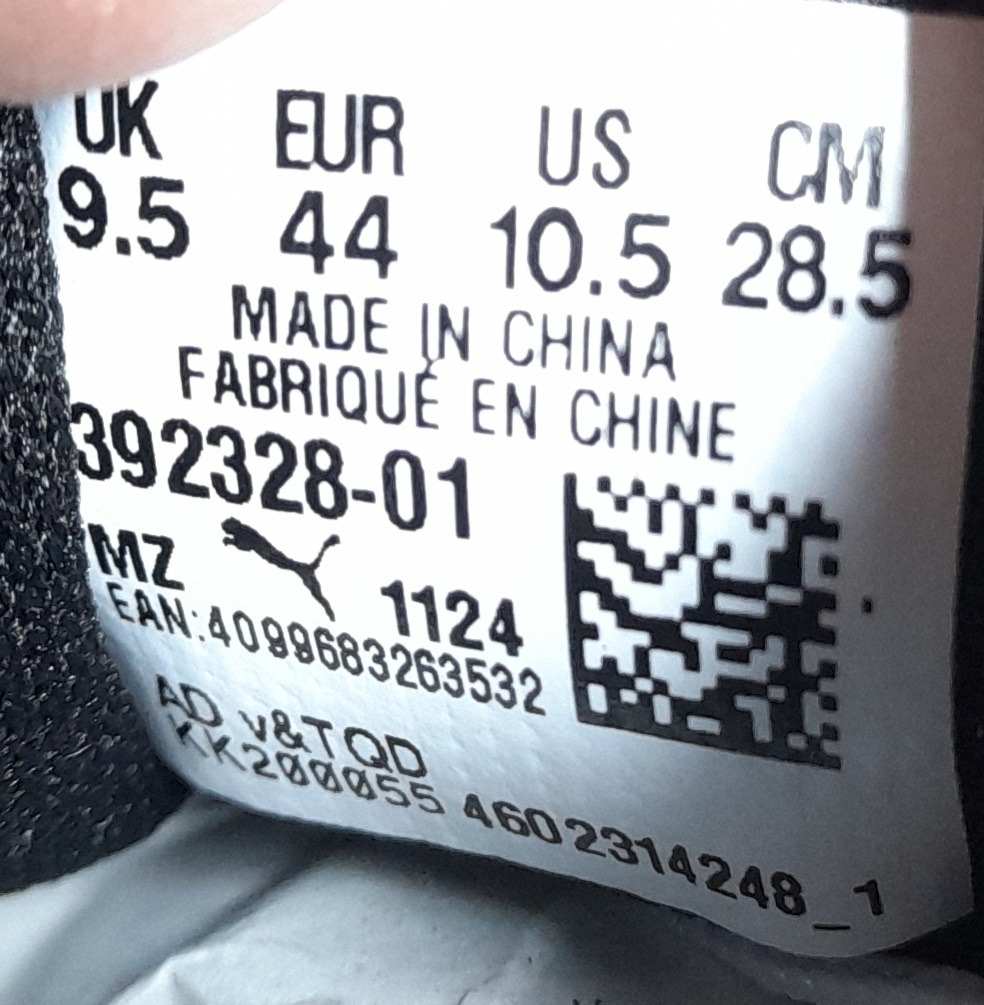 UK EUR US CM
9.5 44 10.5 28.5
MADE IN CHINA
FABRIQUÉ EN CHINE
392328-01
MZ 1124
EAN:4099683263532
AD v&TQD
KK200055 4602314248_1